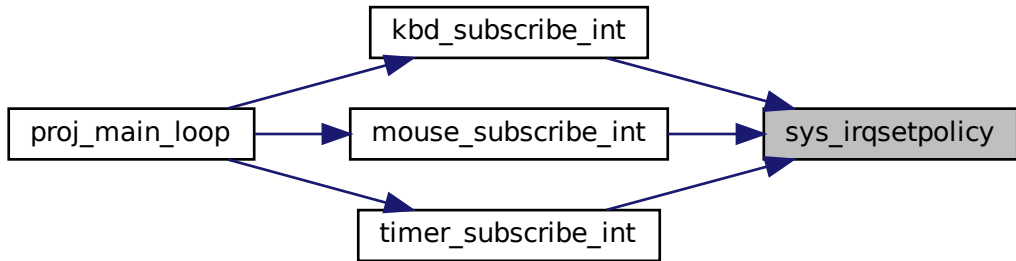 kbd_subscribe_int
proj_main_loop
mouse_subscribe_int
sys_irqsetpolicy
timer_subscribe_int